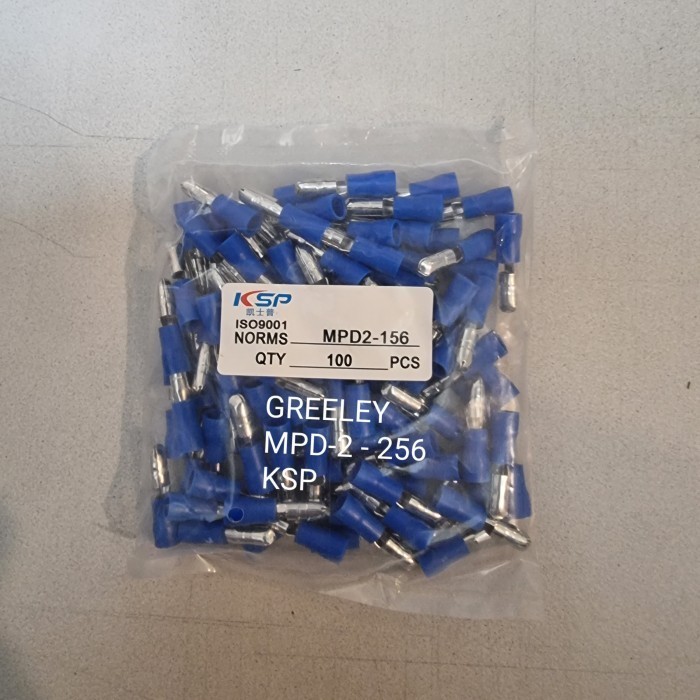 KSP
凯士普
ISO9001
NORMS MPD2-156
QTY 100 PCS
GREELEY
MPD-2 - 256
KSP